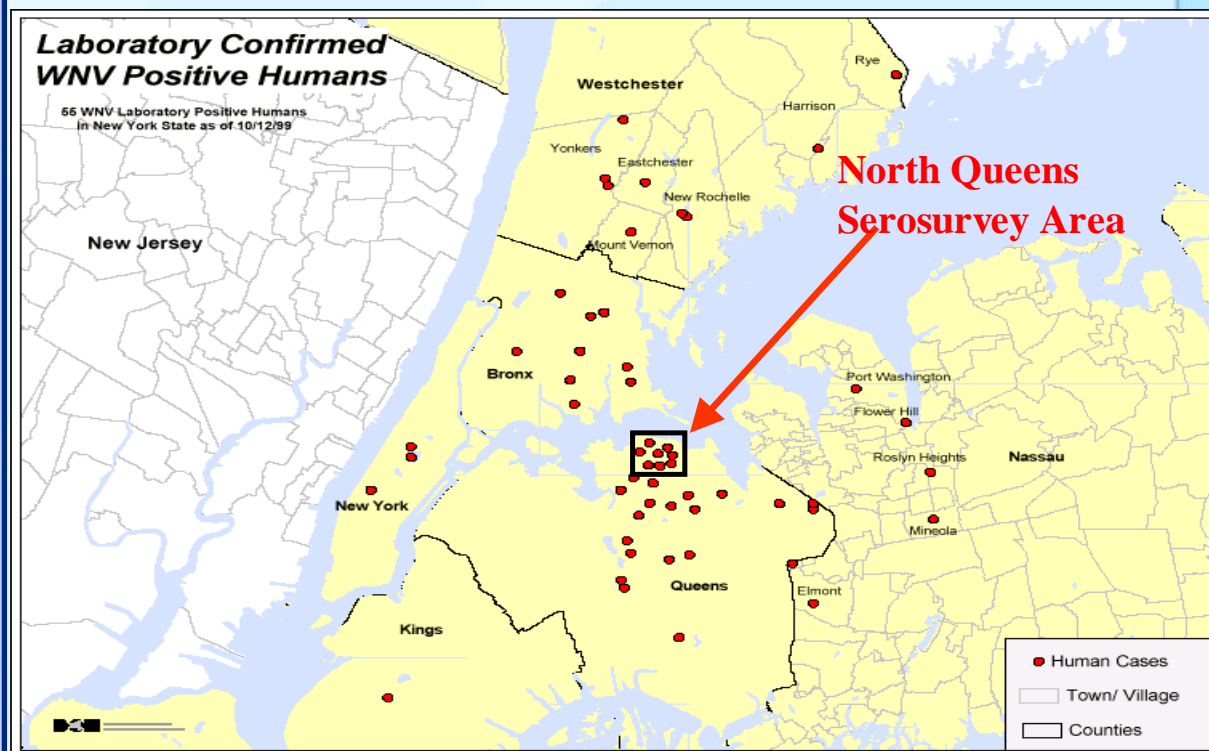 Laboratory Confirmed
WNV Positive Humans
55 WNV Laboratory Positive Humans
in New York State as of 10/12/99
Rye
Westchester
Harrison
Yonkers
Eastchester
North Queens
Serosurvey Area
New Rochelle
New Jersey
Mount Vernon
Bronx
Port Washington
Flower Hill
Roslyn Heights
Nassau
New York
Mineola
Queens
Elmont
Kings
Human Cases
Town/ Village
Counties